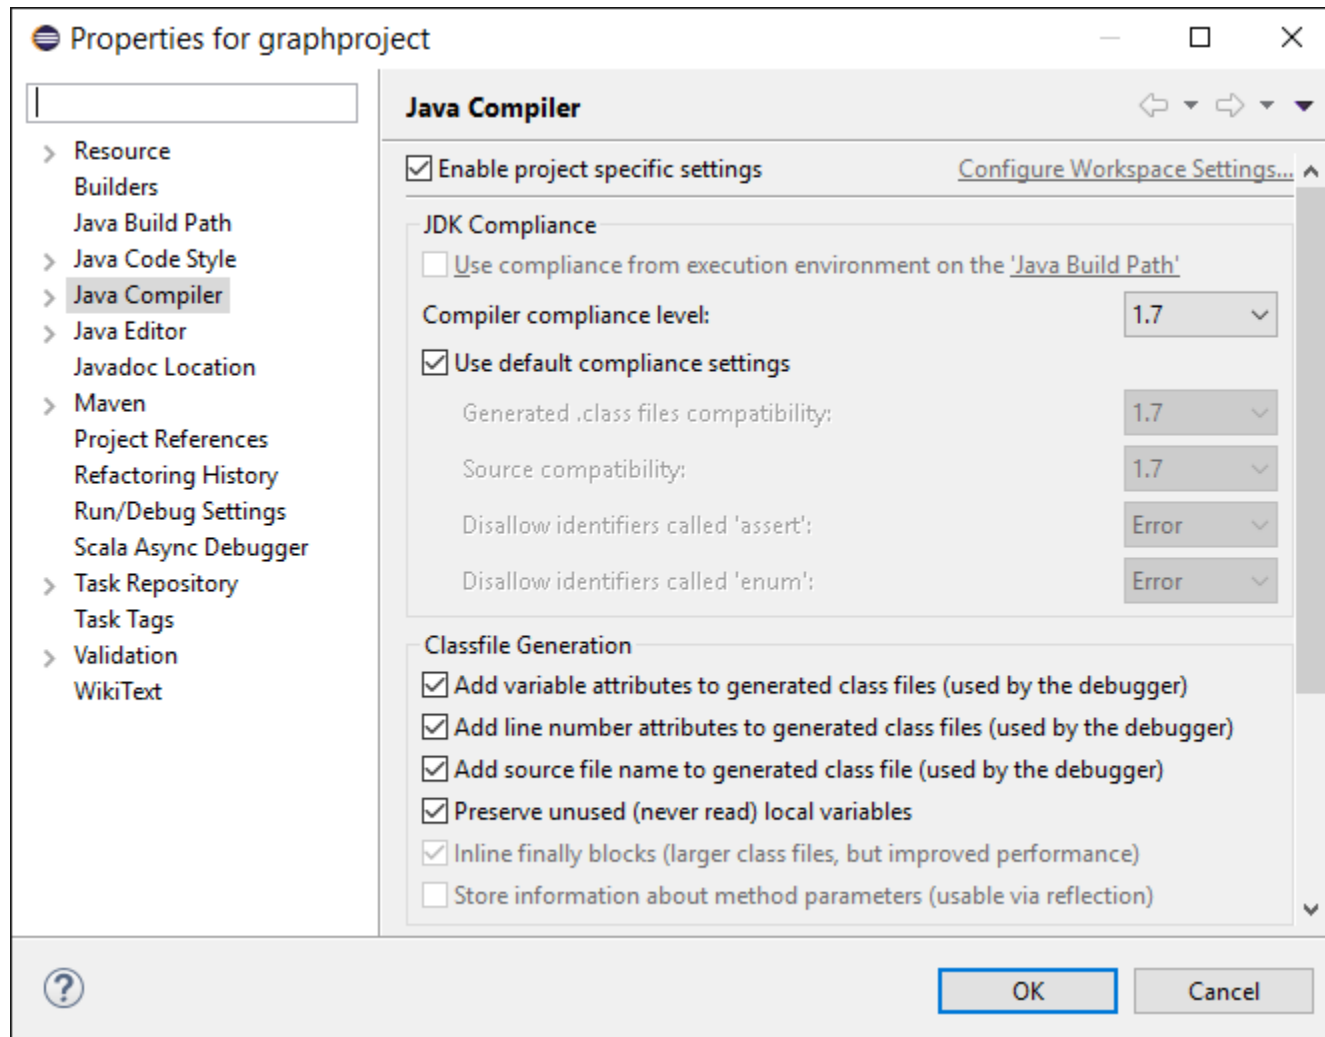 Properties for graphproject
Resource
Builders
Java Build Path
Java Code Style
Java Compiler
Java Editor
Javadoc Location
Maven
Project References
Refactoring History
Run/Debug Settings
Scala Async Debugger
Task Repository
Task Tags
Validation
WikiText
Java Compiler
Enable project specific settings
Configure Workspace Settings...
JDK Compliance
Use compliance from execution environment on the 'Java Build Path'
Compiler compliance level: 1.7
Use default compliance settings
Generated .class files compatibility: 1.7
Source compatibility: 1.7
Disallow identifiers called 'assert': Error
Disallow identifiers called 'enum': Error
Classfile Generation
Add variable attributes to generated class files (used by the debugger)
Add line number attributes to generated class files (used by the debugger)
Add source file name to generated class file (used by the debugger)
Preserve unused (never read) local variables
Inline finally blocks (larger class files, but improved performance)
Store information about method parameters (usable via reflection)
?
OK
Cancel